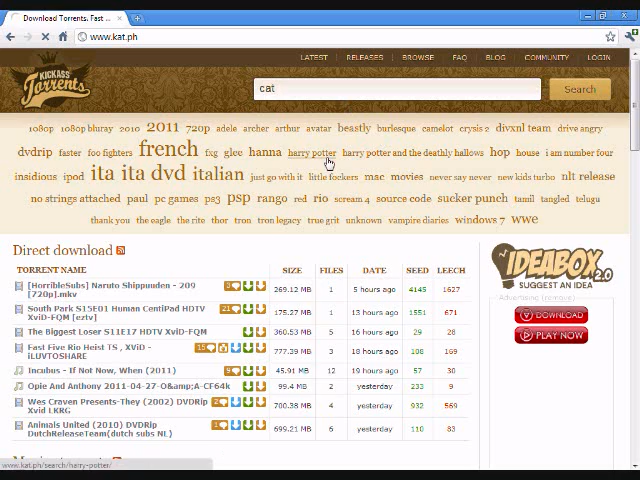 Download Torrents. Fast ...
www.kat.ph
LATEST RELEASES BROWSE FAQ BLOG COMMUNITY LOGIN
KICKASS
Torrents
cat
Search
1080p 1080p bluray 2010 2011 720p adele archer arthur avatar beastly burlesque camelot crysis 2 divxnl team drive angry
dvdrip faster foo fighters french fxg glee hanna harry potter harry potter and the deathly hallows hop house i am number four
insidious ipod ita ita dvd italian just go with it little fockers mac movies never say never new kids turbo nlt release
no strings attached paul pc games ps3 psp rango red rio scream 4 source code sucker punch tamil tangled telugu
thank you the eagle the rite thor tron tron legacy true grit unknown vampire diaries windows 7 wwe
Direct download
TORRENT NAME SIZE FILES DATE SEED LEECH
[HorribleSubs] Naruto Shippuuden - 209
[720p].mkv
269.12 MB 1 5 hours ago 4145 1627
South Park S15E01 Human CentiPad HDTV
XviD-FQM [eztv]
21
175.27 MB 1 13 hours ago 1551 671
The Biggest Loser S11E17 HDTV XviD-FQM
360.53 MB 5 16 hours ago 29 28
Fast Five Rio Heist TS , XViD -
iLUVTOSHARE
15
777.39 MB 3 18 hours ago 108 169
Incubus - If Not Now, When (2011)
45.91 MB 12 19 hours ago 57 30
Opie And Anthony 2011-04-27-O&amp;A-CF64k
99.4 MB 2 yesterday 233 9
Wes Craven Presents-They (2002) DVDRip
Xvid LKRG
700.38 MB 4 yesterday 932 569
Animals United (2010) DVDRip
DutchReleaseTeam(dutch subs NL)
699.21 MB 6 yesterday 110 83
IDEABOX 2.0
SUGGEST AN IDEA
Advertising (remove)
DOWNLOAD
PLAY NOW
www.kat.ph/search/harry-potter/